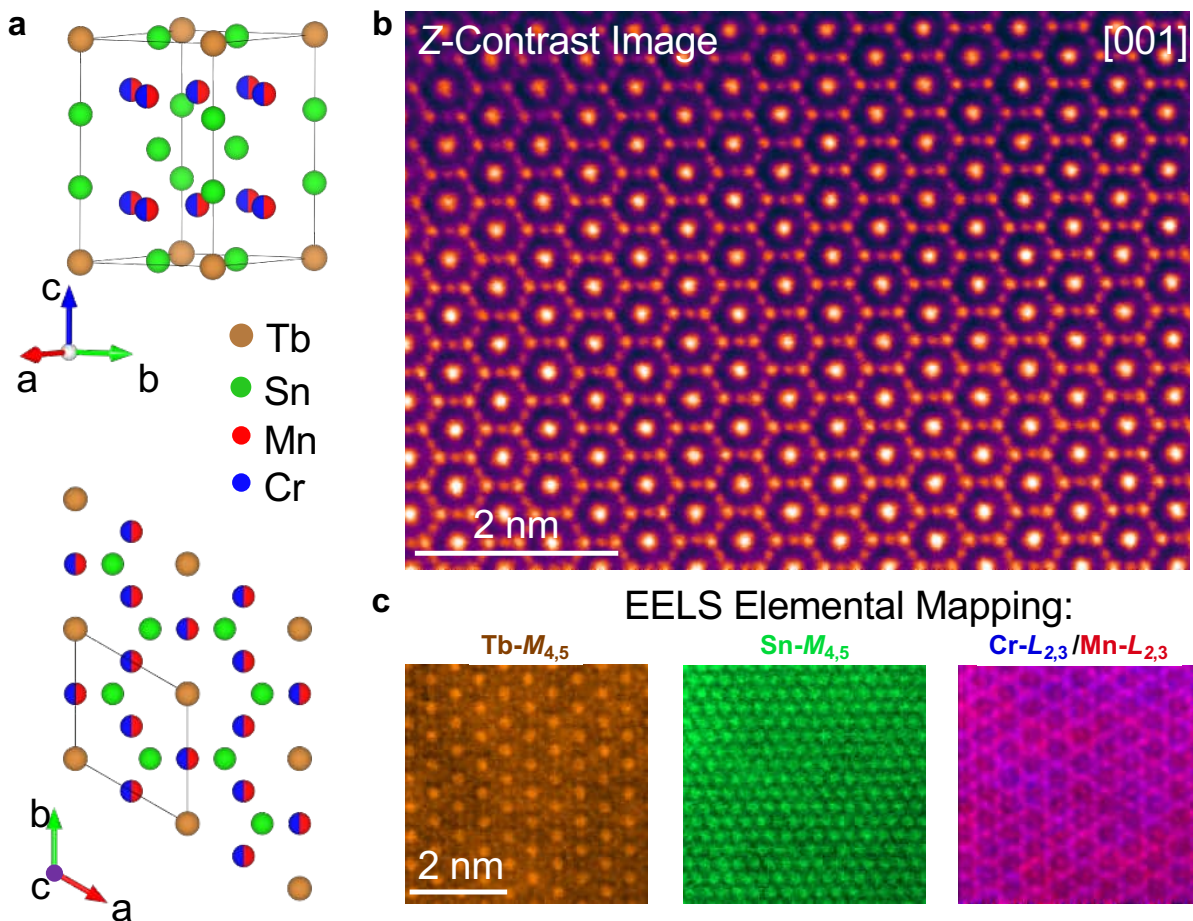 a
c
a
b
Tb
Sn
Mn
Cr
b
c
a
b
Z-Contrast Image
[001]
2 nm
c
EELS Elemental Mapping:
Tb-M4,5
Sn-M4,5
Cr-L2,3/Mn-L2,3
2 nm